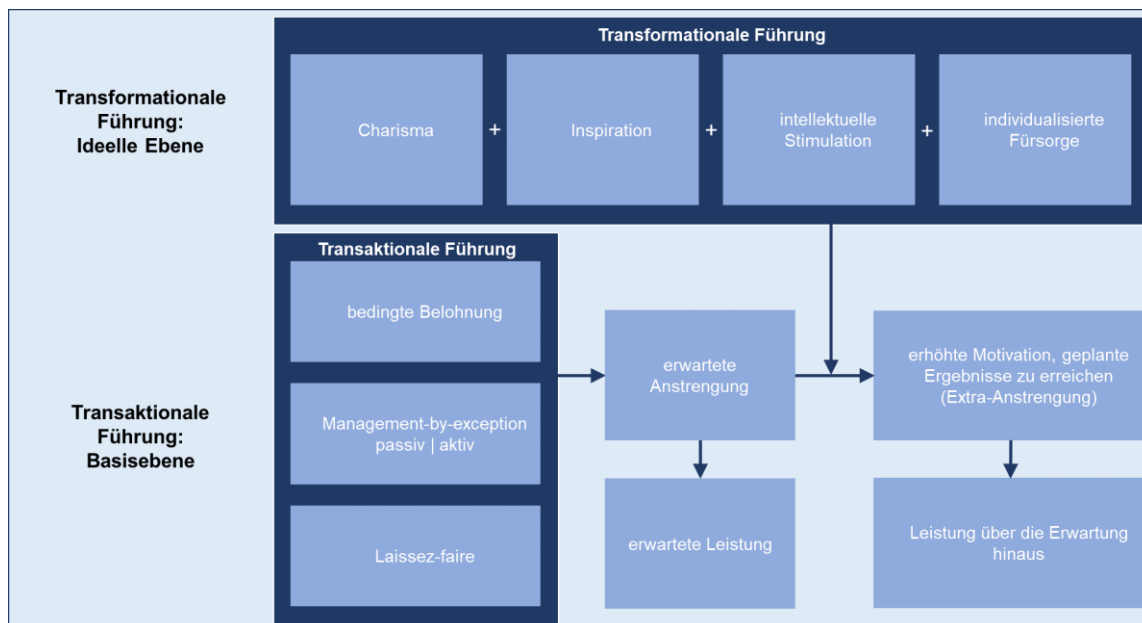 Transformationale Führung
Transformationale
Führung:
Ideelle Ebene
Charisma
+
Inspiration
+
intellektuelle
Stimulation
+
individualisierte
Fürsorge
Transaktionale Führung
Transaktionale
Führung:
Basisebene
bedingte Belohnung
Management-by-exception
passiv | aktiv
Laissez-faire
erwartete
Anstrengung
erhöhte Motivation, geplante
Ergebnisse zu erreichen
(Extra-Anstrengung)
erwartete Leistung
Leistung über die Erwartung
hinaus